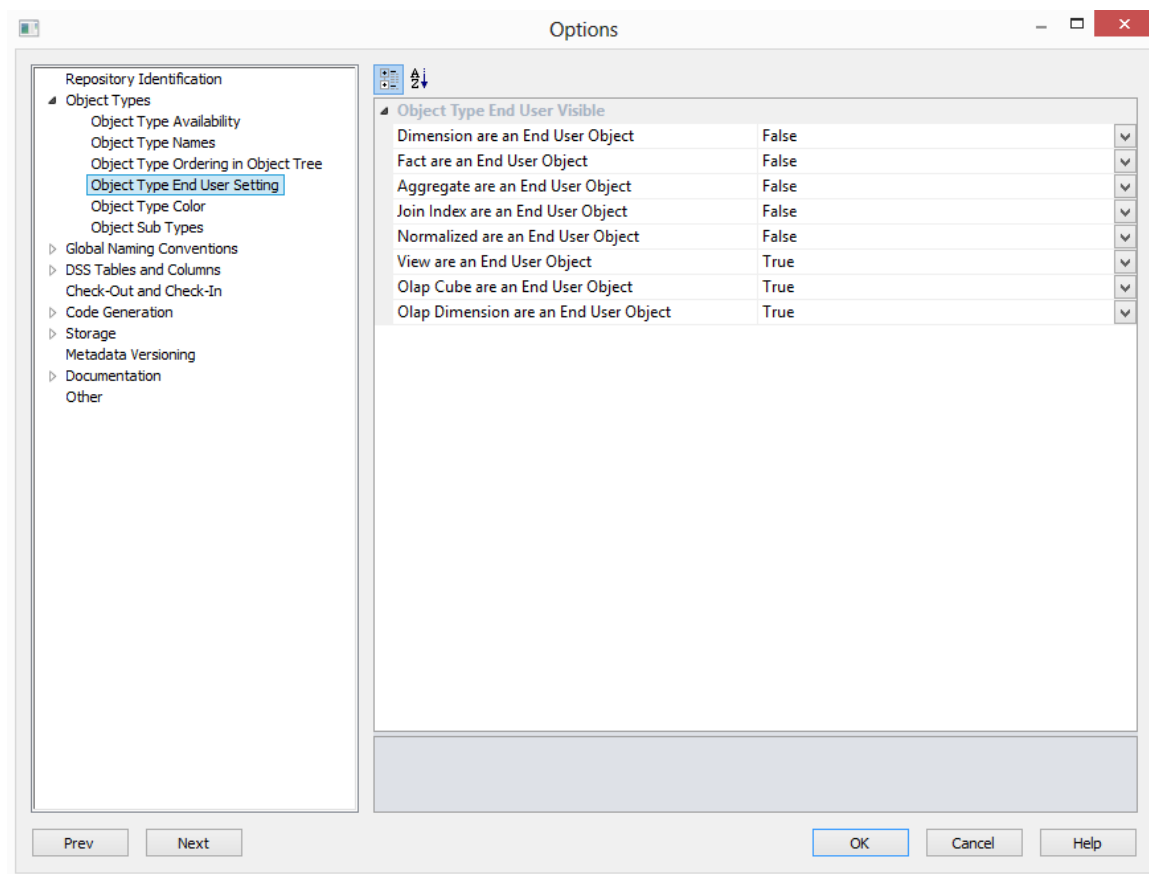 Options
Repository Identification
Object Types
Object Type Availability
Object Type Names
Object Type Ordering in Object Tree
Object Type End User Setting
Object Type Color
Object Sub Types
Global Naming Conventions
DSS Tables and Columns
Check-Out and Check-In
Code Generation
Storage
Metadata Versioning
Documentation
Other
Object Type End User Visible
Dimension are an End User Object False
Fact are an End User Object False
Aggregate are an End User Object False
Join Index are an End User Object False
Normalized are an End User Object False
View are an End User Object True
Olap Cube are an End User Object True
Olap Dimension are an End User Object True
Prev Next OK Cancel Help